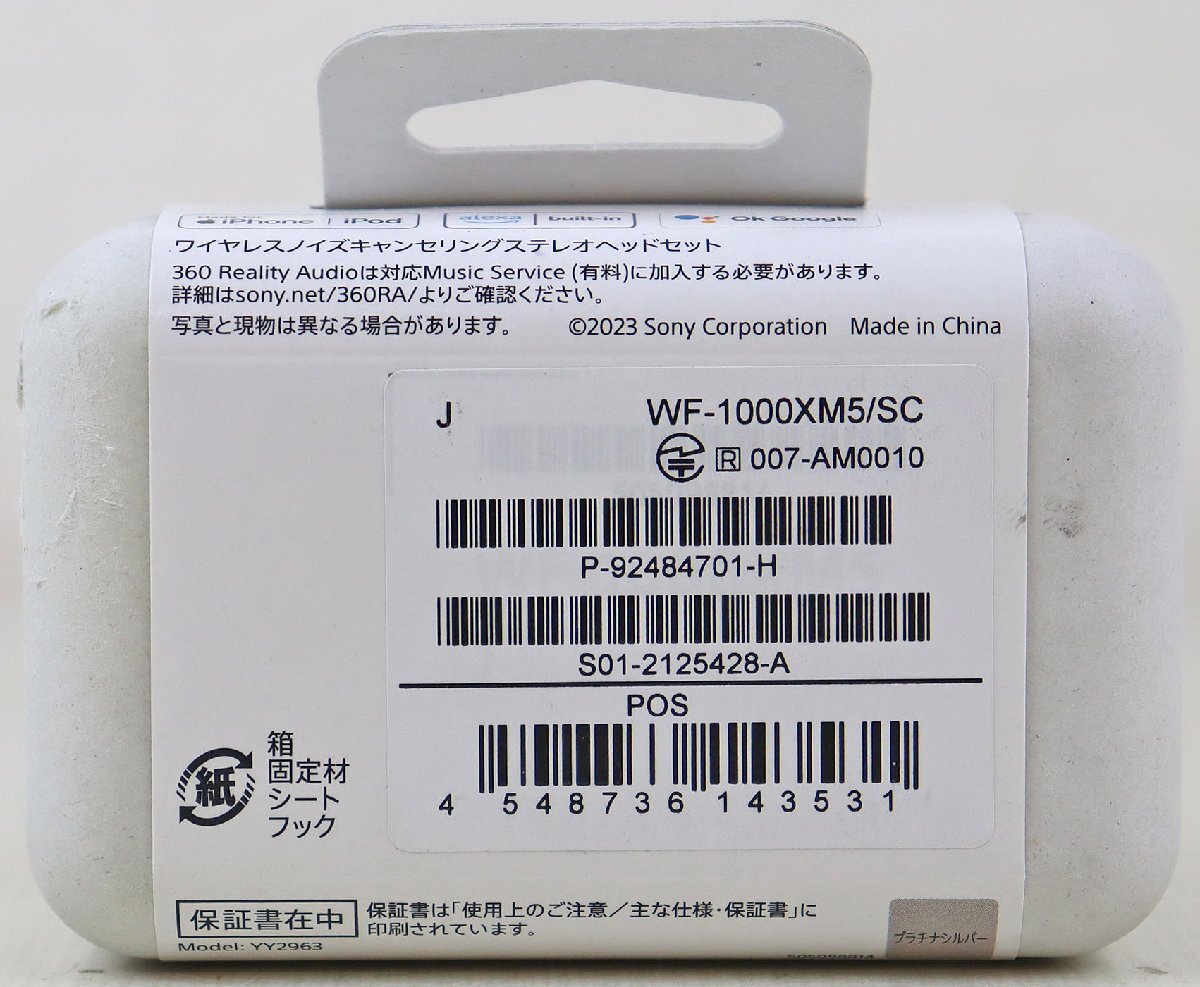 iPhone | iPod
alexa | built-in
Ok Google
ワイヤレスノイズキャンセリングステレオヘッドセット
360 Reality Audioは対応Music Service (有料)に加入する必要があります。
詳細はsony.net/360RA/よりご確認ください。
写真と現物は異なる場合があります。 ©2023 Sony Corporation Made in China
J WF-1000XM5/SC
R 007-AM0010
P-92484701-H
S01-2125428-A
POS
4 548736 143531
紙
箱
固定材
シート
フック
保証書在中
保証書は「使用上のご注意／主な仕様・保証書」に
印刷されています。
Model: YY2963
プラチナシルバー